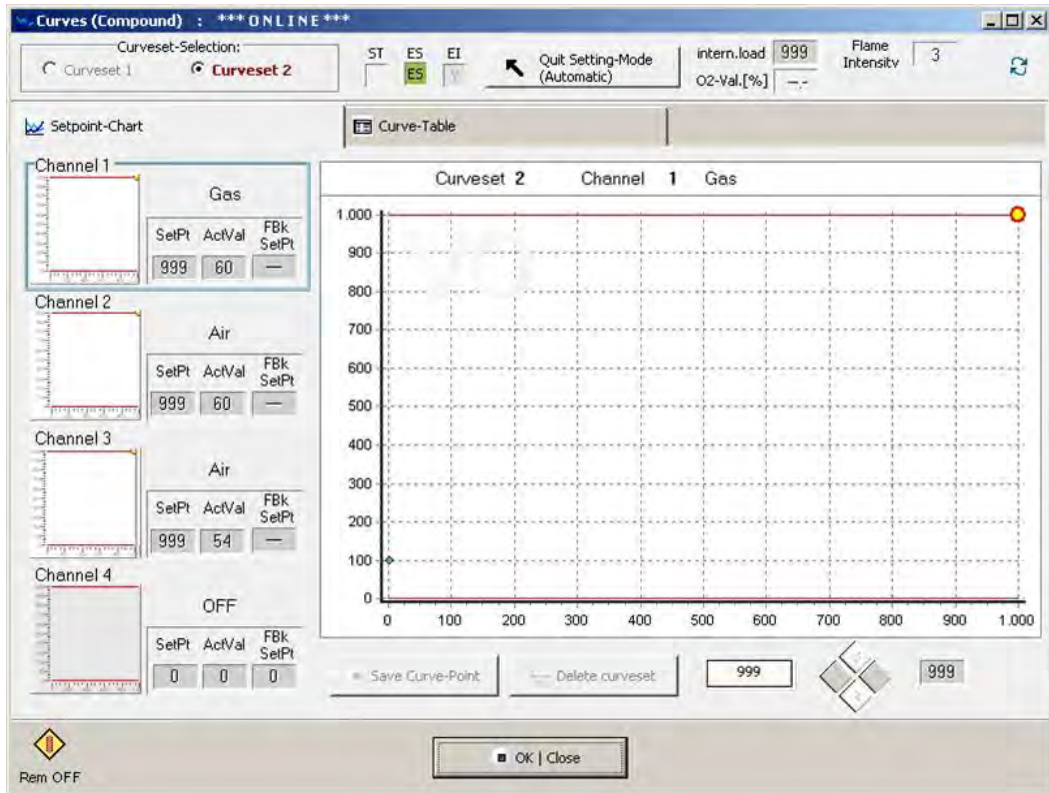 Curves (Compound) : ***ONLINE***
Curveset-Selection:
Curveset 1 Curveset 2
ST ES EI
ES
Quit Setting-Mode
(Automatic)
intern.load 999
O2-Val.[%] --.-
Flame
Intensity 3
Setpoint-Chart Curve-Table
Channel 1
Gas
SetPt ActVal FBk
SetPt
999 60 ---
Channel 2
Air
SetPt ActVal FBk
SetPt
999 60 ---
Channel 3
Air
SetPt ActVal FBk
SetPt
999 54 ---
Channel 4
OFF
SetPt ActVal FBk
SetPt
0 0 0
Curveset 2 Channel 1 Gas
1.000
900
800
700
600
500
400
300
200
100
0
0 100 200 300 400 500 600 700 800 900 1.000
Save Curve-Point Delete curveset 999 999
Rem OFF
OK | Close